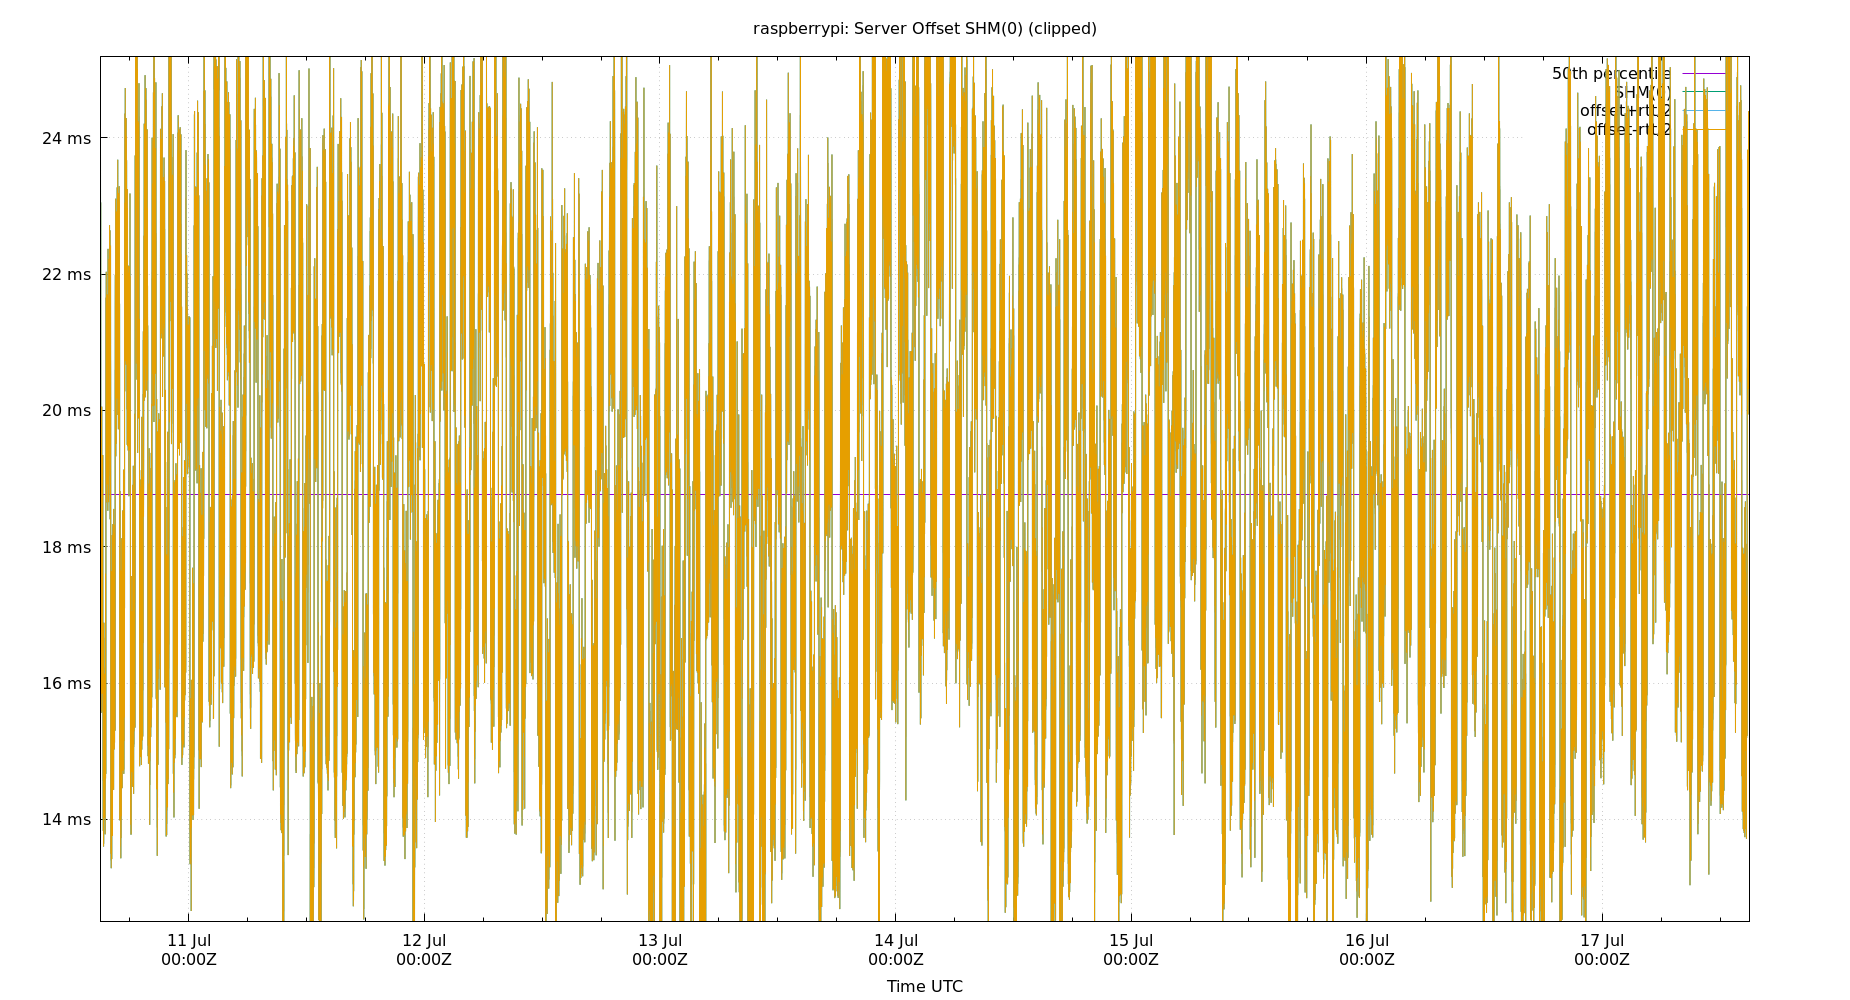 raspberrypi: Server Offset SHM(0) (clipped)
50th percentile
SHM(0)
offset+rtt/2
offset-rtt/2
24 ms
22 ms
20 ms
18 ms
16 ms
14 ms
11 Jul
00:00Z
12 Jul
00:00Z
13 Jul
00:00Z
14 Jul
00:00Z
15 Jul
00:00Z
16 Jul
00:00Z
17 Jul
00:00Z
Time UTC